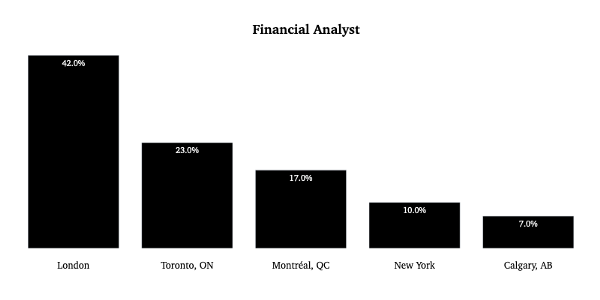 Financial Analyst
42.0%
23.0%
17.0%
10.0%
7.0%
London
Toronto, ON
Montréal, QC
New York
Calgary, AB